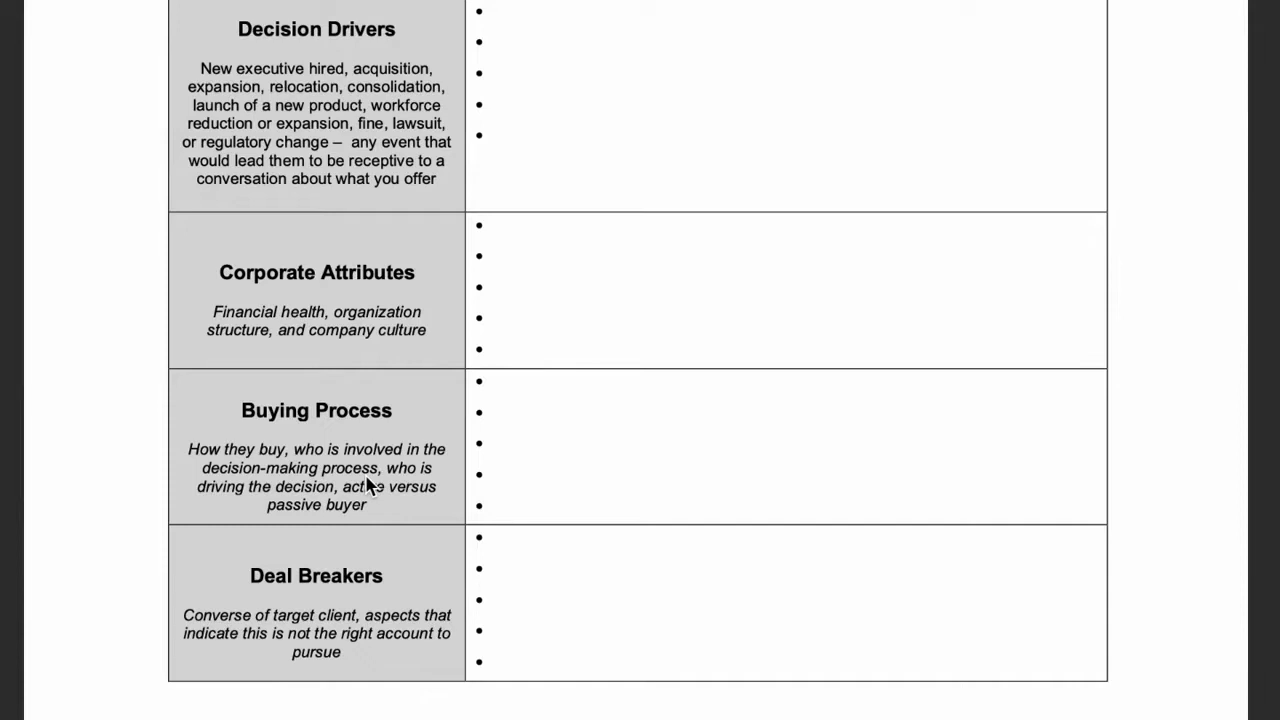 Decision Drivers
New executive hired, acquisition,
expansion, relocation, consolidation,
launch of a new product, workforce
reduction or expansion, fine, lawsuit,
or regulatory change – any event that
would lead them to be receptive to a
conversation about what you offer
Corporate Attributes
Financial health, organization
structure, and company culture
Buying Process
How they buy, who is involved in the
decision-making process, who is
driving the decision, active versus
passive buyer
Deal Breakers
Converse of target client, aspects that
indicate this is not the right account to
pursue